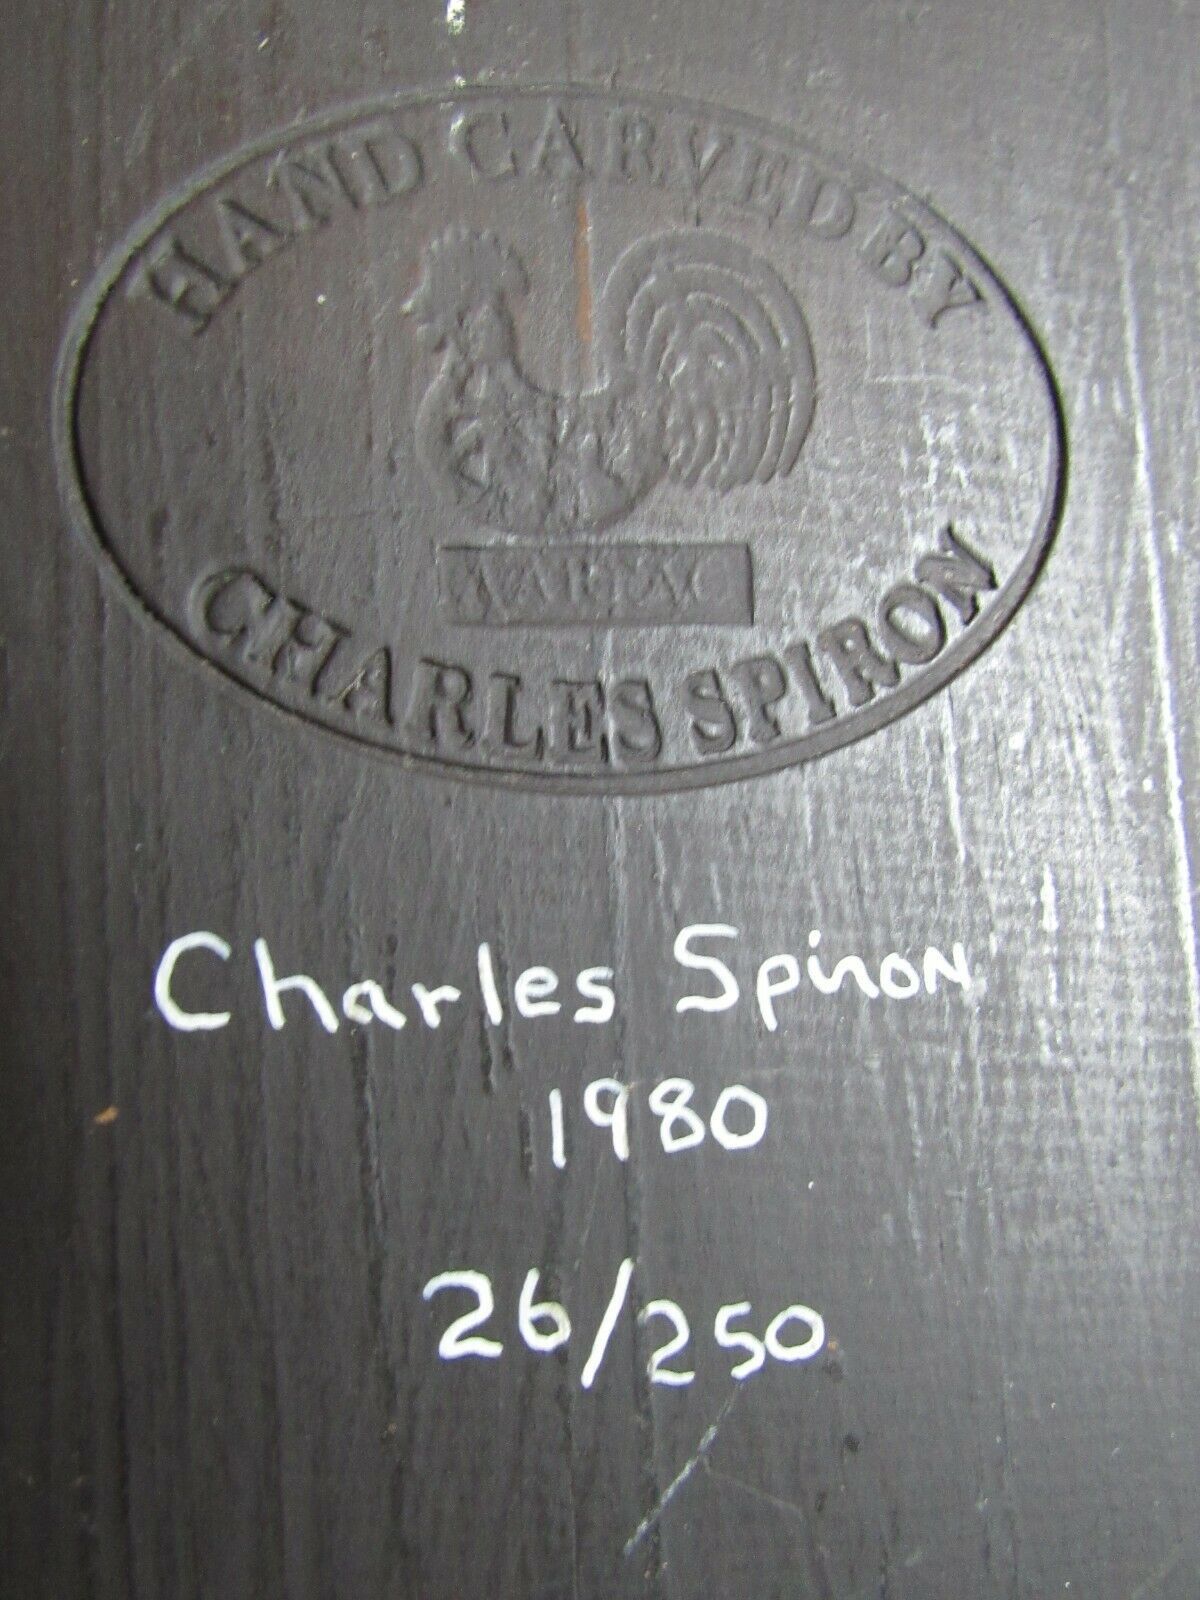 HAND CARVED BY
CHARLES SPIRON
Charles Spiron
1980
26/250